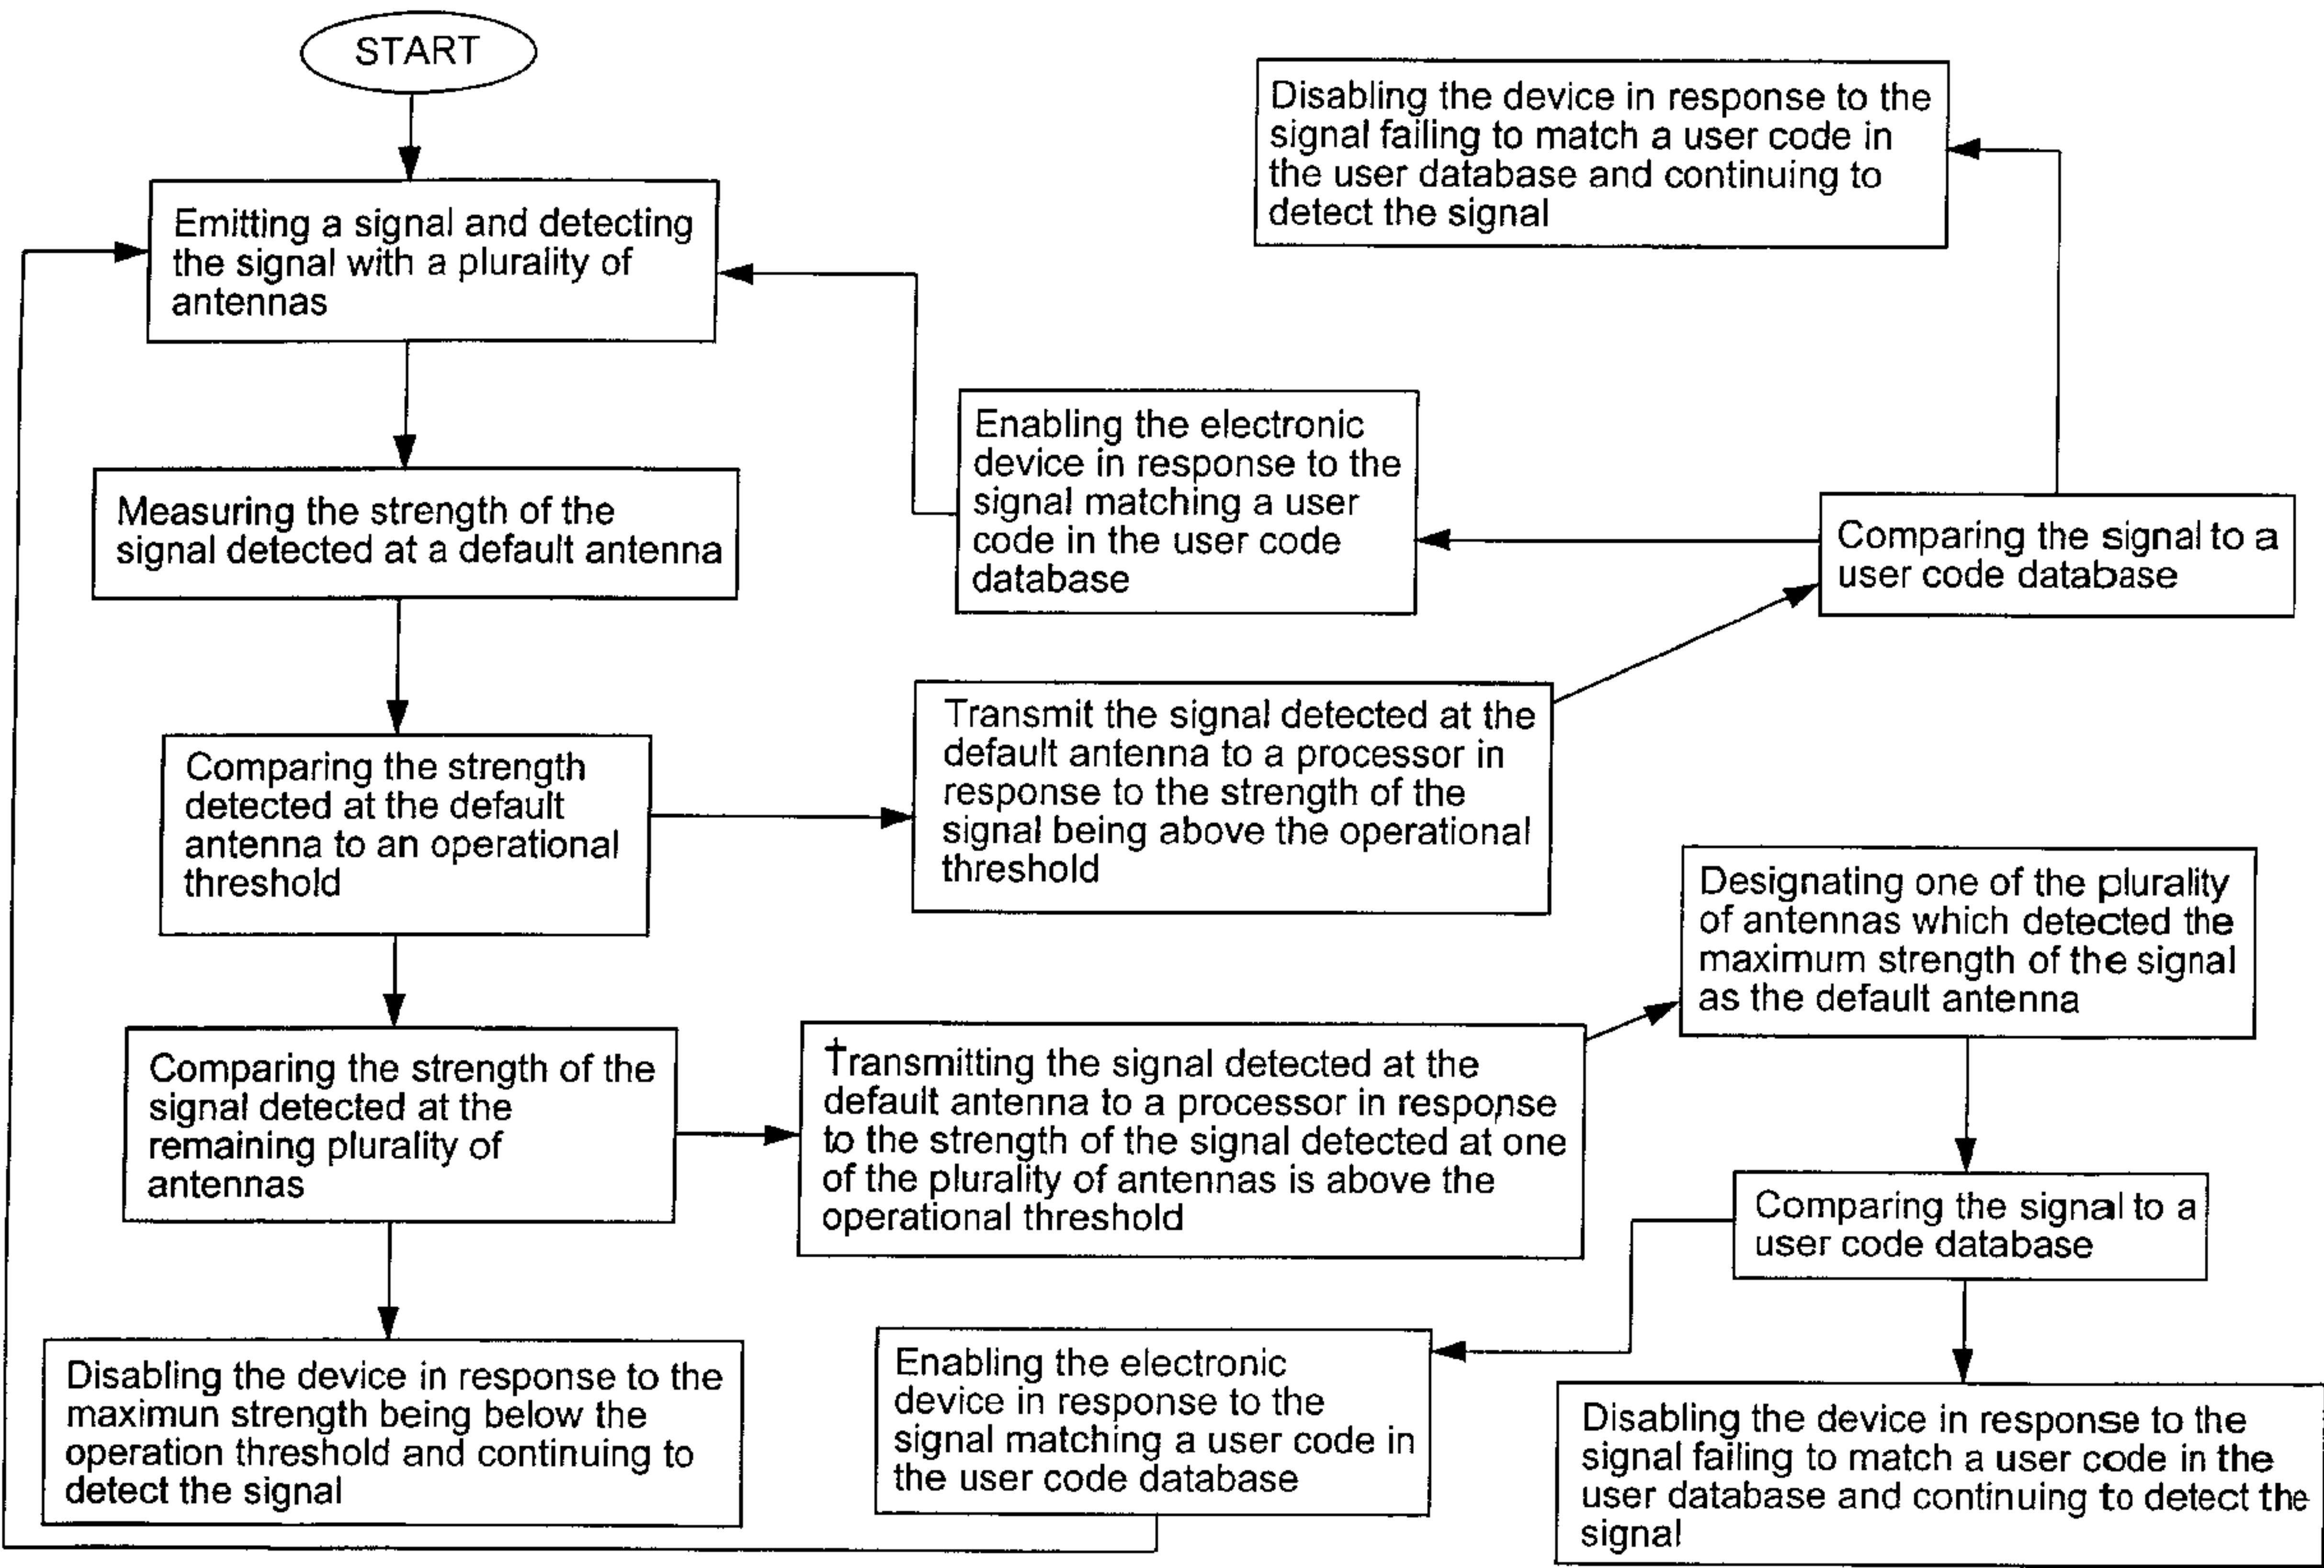 START
Emitting a signal and detecting
the signal with a plurality of
antennas
Measuring the strength of the
signal detected at a default antenna
Comparing the strength
detected at the default
antenna to an operational
threshold
Comparing the strength of the
signal detected at the
remaining plurality of
antennas
Disabling the device in response to the
maximun strength being below the
operation threshold and continuing to
detect the signal
Transmit the signal detected at the
default antenna to a processor in
response to the strength of the
signal being above the operational
threshold
Comparing the signal to a
user code database
Enabling the electronic
device in response to the
signal matching a user
code in the user code
database
Disabling the device in response to the
signal failing to match a user code in
the user database and continuing to
detect the signal
Transmitting the signal detected at the
default antenna to a processor in response
to the strength of the signal detected at one
of the plurality of antennas is above the
operational threshold
Designating one of the plurality
of antennas which detected the
maximum strength of the signal
as the default antenna
Comparing the signal to a
user code database
Enabling the electronic
device in response to the
signal matching a user code in
the user code database
Disabling the device in response to the
signal failing to match a user code in the
user database and continuing to detect the
signal